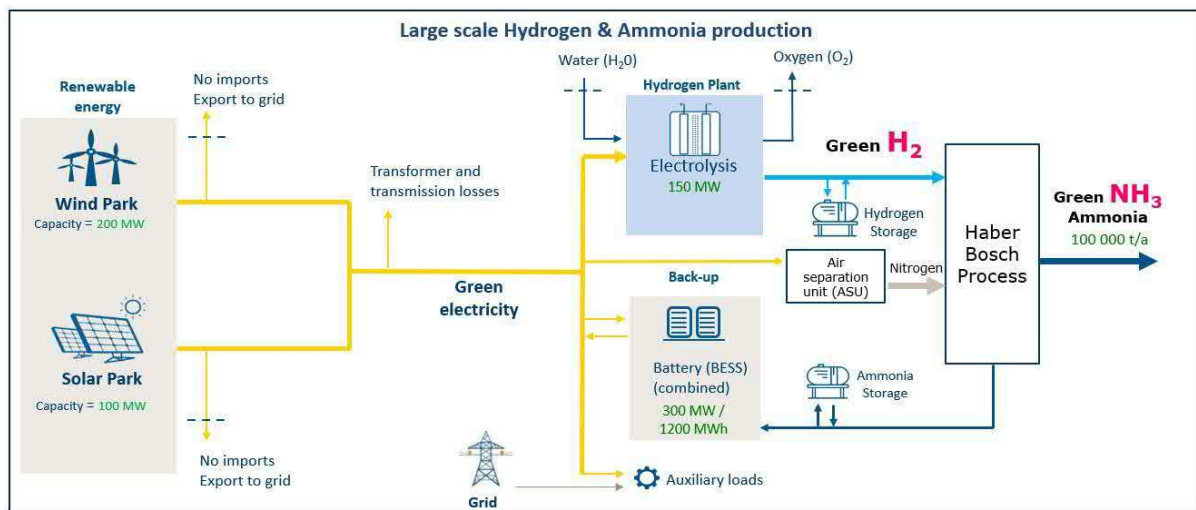 Large scale Hydrogen & Ammonia production
Renewable
energy
No imports
Export to grid
Wind Park
Capacity = 200 MW
Solar Park
Capacity = 100 MW
No imports
Export to grid
Transformer and
transmission losses
Green
electricity
Grid
Water (H20)
Oxygen (O2)
Hydrogen Plant
Electrolysis
150 MW
Green H2
Hydrogen
Storage
Air
separation
unit (ASU)
Nitrogen
Back-up
Battery (BESS)
(combined)
300 MW /
1200 MWh
Ammonia
Storage
Auxiliary loads
Haber
Bosch
Process
Green NH3
Ammonia
100 000 t/a